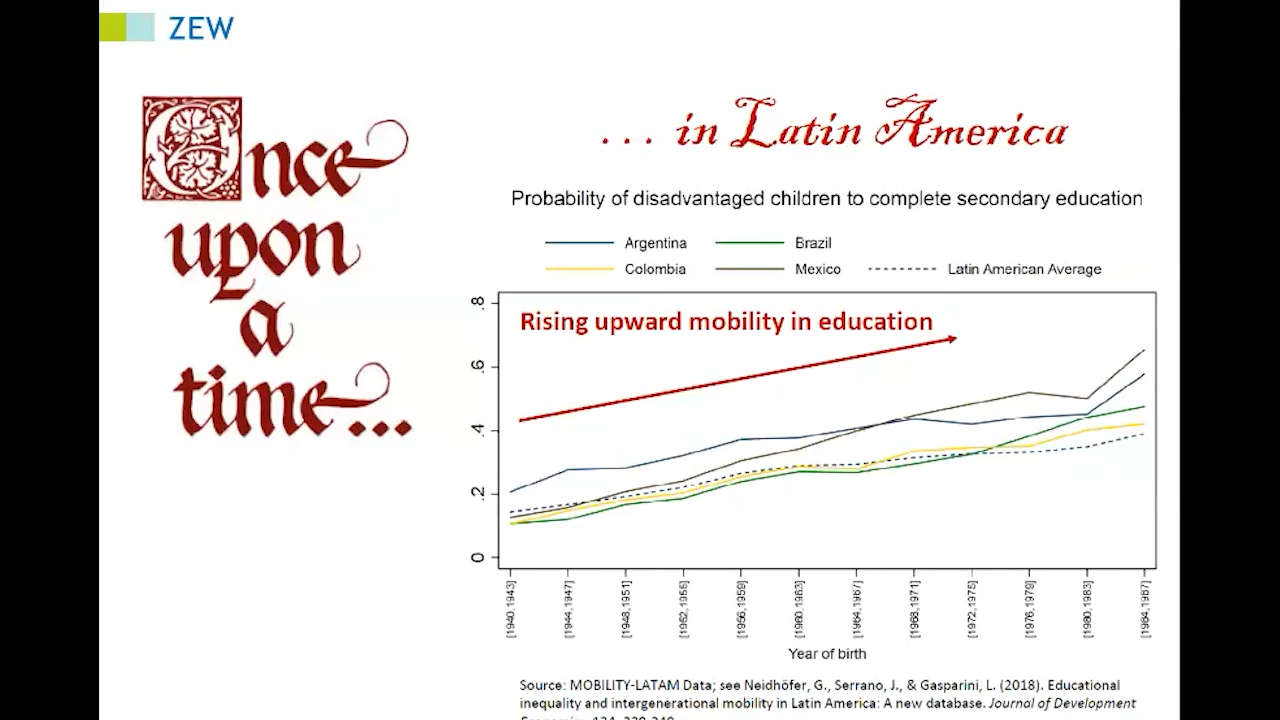 ZEW
Once
upon
a
time...
... in Latin America
Probability of disadvantaged children to complete secondary education
Argentina Brazil
Colombia Mexico Latin American Average
Rising upward mobility in education
.8
.6
.4
.2
0
[1940,1943] [1944,1947] [1948,1951] [1952,1955] [1956,1959] [1960,1963] [1964,1967] [1968,1971] [1972,1975] [1976,1979] [1980,1983] [1984,1987]
Year of birth
Source: MOBILITY-LATAM Data; see Neidhöfer, G., Serrano, J., & Gasparini, L. (2018). Educational
inequality and intergenerational mobility in Latin America: A new database. Journal of Development